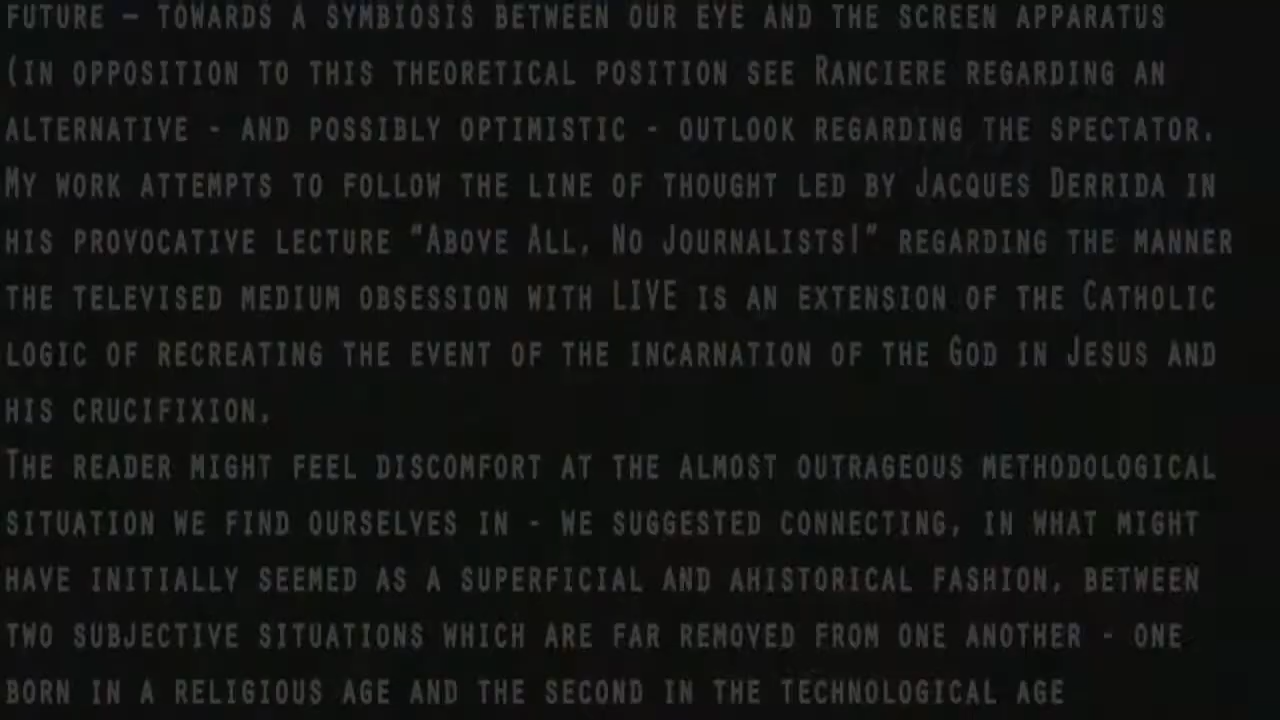 FUTURE – TOWARDS A SYMBIOSIS BETWEEN OUR EYE AND THE SCREEN APPARATUS
(IN OPPOSITION TO THIS THEORETICAL POSITION SEE RANCIERE REGARDING AN
ALTERNATIVE - AND POSSIBLY OPTIMISTIC - OUTLOOK REGARDING THE SPECTATOR.
MY WORK ATTEMPTS TO FOLLOW THE LINE OF THOUGHT LED BY JACQUES DERRIDA IN
HIS PROVOCATIVE LECTURE "ABOVE ALL, NO JOURNALISTS!" REGARDING THE MANNER
THE TELEVISED MEDIUM OBSESSION WITH LIVE IS AN EXTENSION OF THE CATHOLIC
LOGIC OF RECREATING THE EVENT OF THE INCARNATION OF THE GOD IN JESUS AND
HIS CRUCIFIXION.
THE READER MIGHT FEEL DISCOMFORT AT THE ALMOST OUTRAGEOUS METHODOLOGICAL
SITUATION WE FIND OURSELVES IN - WE SUGGESTED CONNECTING, IN WHAT MIGHT
HAVE INITIALLY SEEMED AS A SUPERFICIAL AND AHISTORICAL FASHION, BETWEEN
TWO SUBJECTIVE SITUATIONS WHICH ARE FAR REMOVED FROM ONE ANOTHER - ONE
BORN IN A RELIGIOUS AGE AND THE SECOND IN THE TECHNOLOGICAL AGE